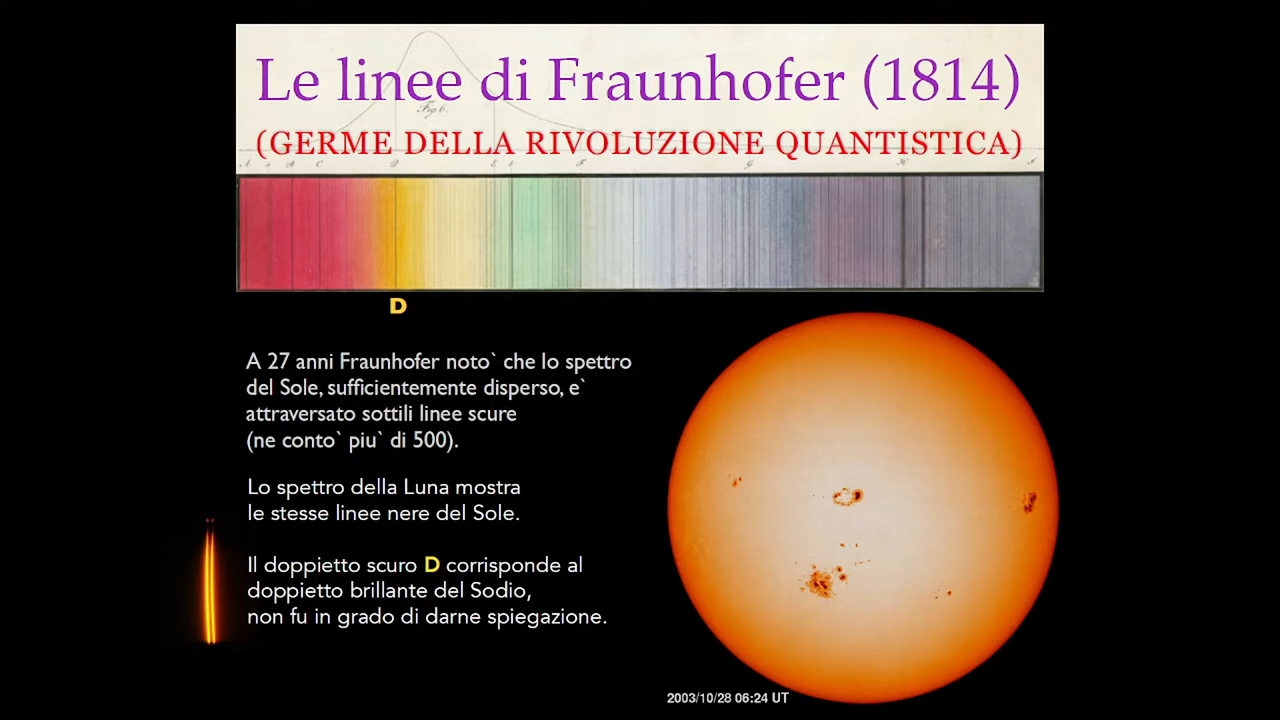 Le linee di Fraunhofer (1814)
Fig. 6.
(GERME DELLA RIVOLUZIONE QUANTISTICA)
D
A 27 anni Fraunhofer noto` che lo spettro
del Sole, sufficientemente disperso, e`
attraversato sottili linee scure
(ne conto` piu` di 500).
Lo spettro della Luna mostra
le stesse linee nere del Sole.
Il doppietto scuro D corrisponde al
doppietto brillante del Sodio,
non fu in grado di darne spiegazione.
2003/10/28 06:24 UT